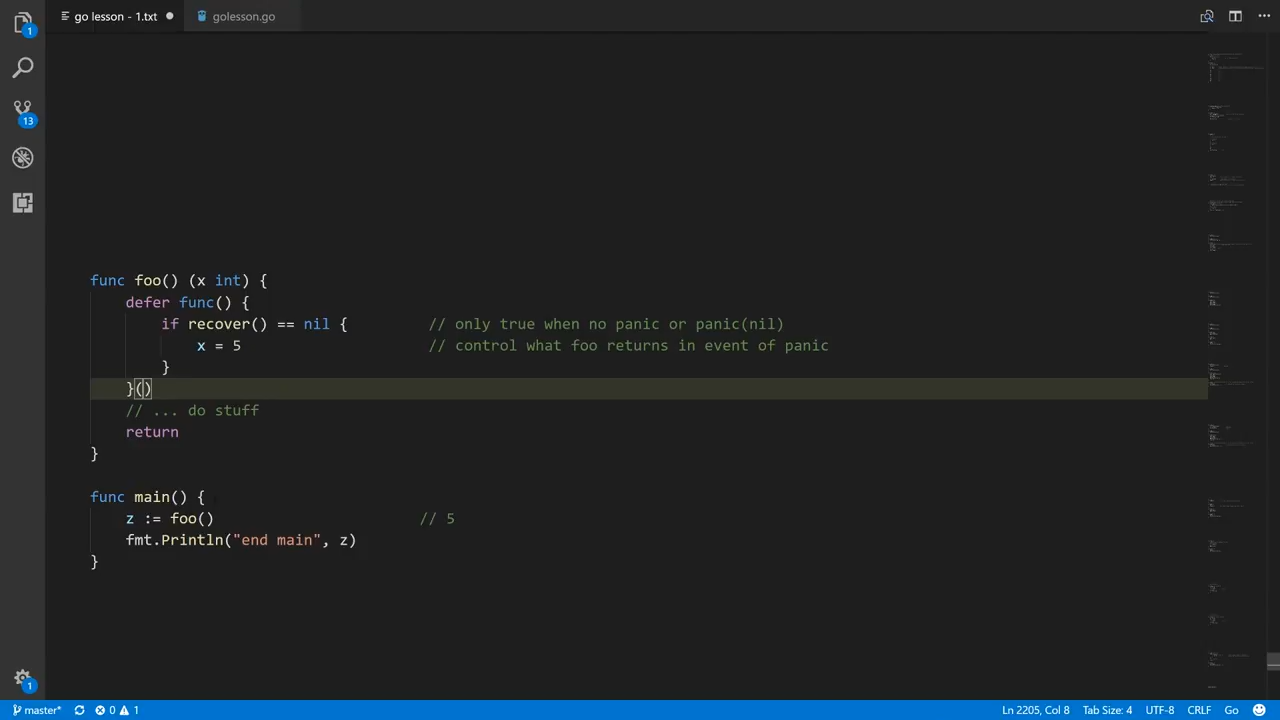 go lesson - 1.txt golesson.go
1
13
func foo() (x int) {
defer func() {
if recover() == nil { // only true when no panic or panic(nil)
x = 5 // control what foo returns in event of panic
}
}()
// ... do stuff
return
}
func main() {
z := foo() // 5
fmt.Println("end main", z)
}
1
master* 0 1 Ln 2205, Col 8 Tab Size: 4 UTF-8 CRLF Go